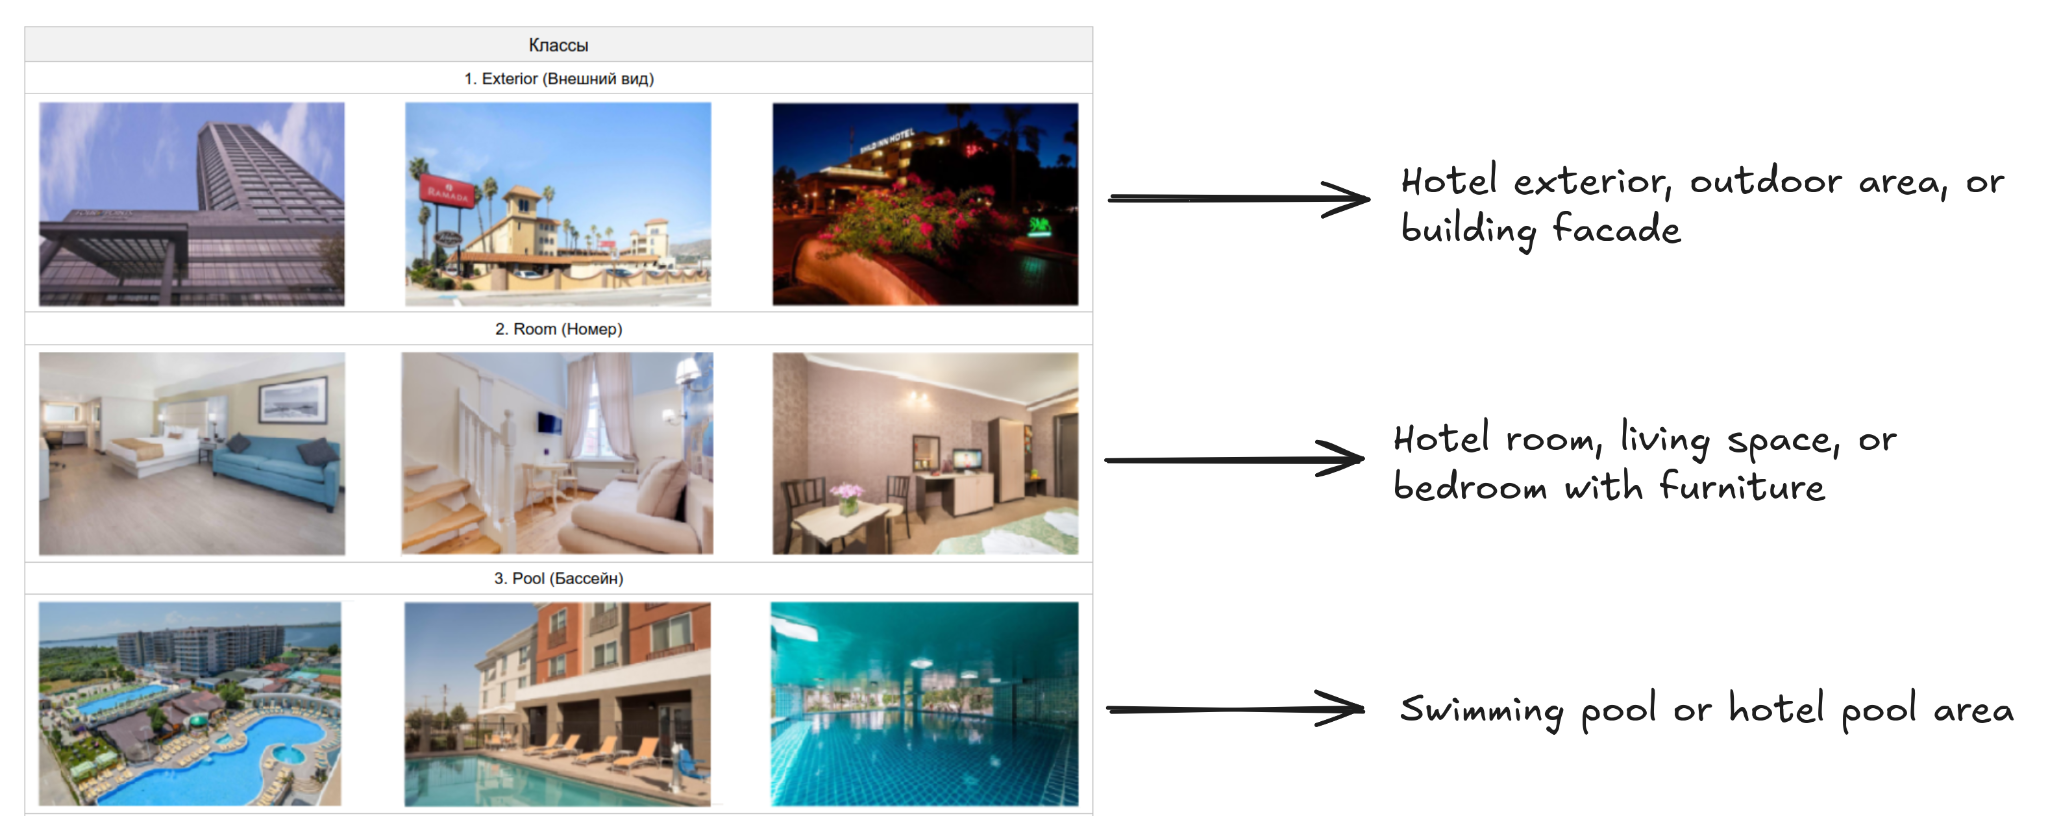 Классы
1. Exterior (Внешний вид)
RAMADA
Hotel exterior, outdoor area, or
building facade
2. Room (Номер)
Hotel room, living space, or
bedroom with furniture
3. Pool (Бассейн)
Swimming pool or hotel pool area